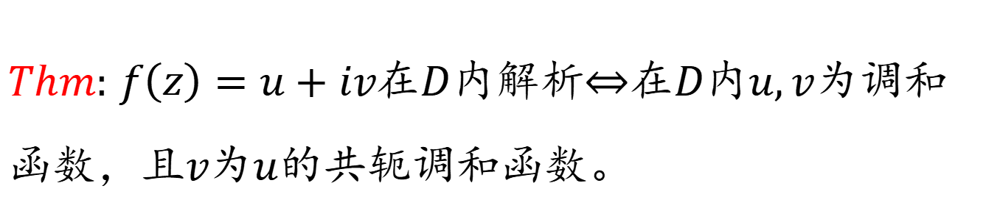 Thm: f(z) = u + iv在D内解析⇔在D内u, v为调和
函数，且v为u的共轭调和函数。